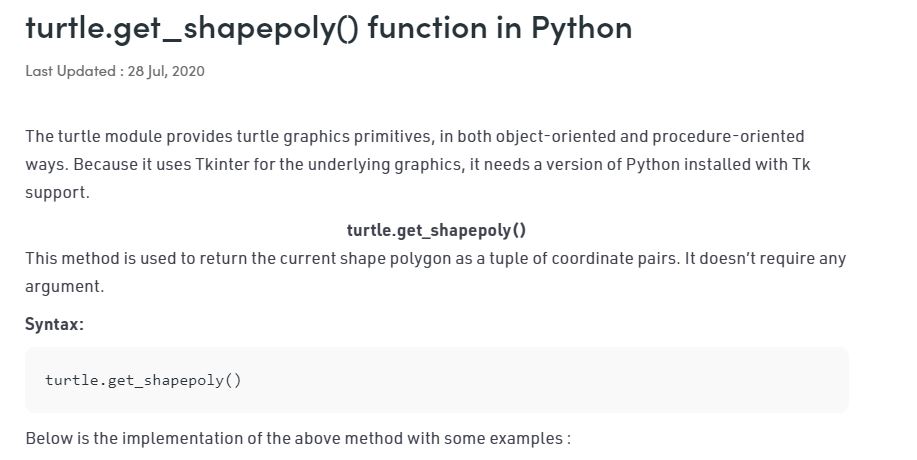 turtle.get_shapepoly() function in Python
Last Updated : 28 Jul, 2020
The turtle module provides turtle graphics primitives, in both object-oriented and procedure-oriented
ways. Because it uses Tkinter for the underlying graphics, it needs a version of Python installed with Tk
support.
turtle.get_shapepoly()
This method is used to return the current shape polygon as a tuple of coordinate pairs. It doesn’t require any
argument.
Syntax:
turtle.get_shapepoly()
Below is the implementation of the above method with some examples :